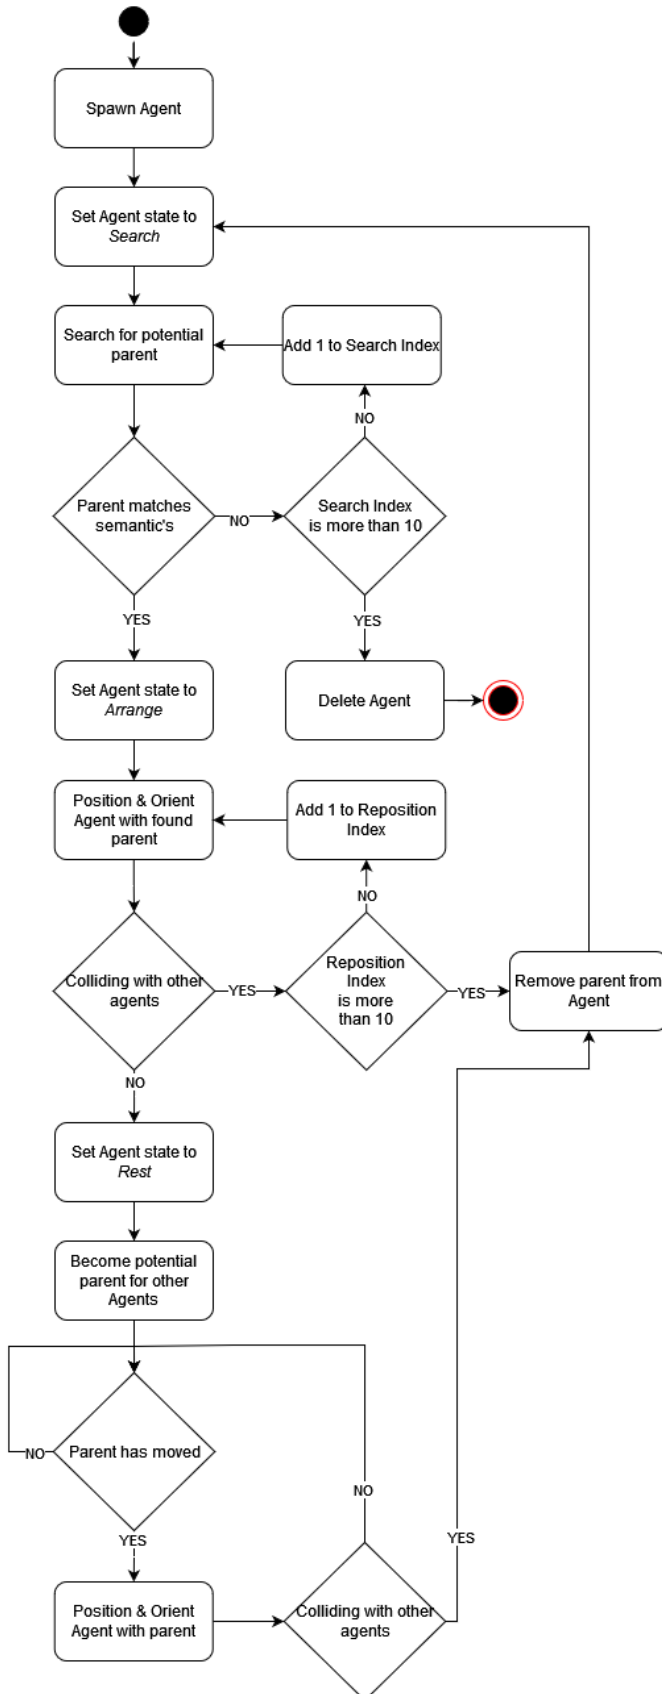 Spawn Agent
Set Agent state to
Search
Search for potential
parent
Add 1 to Search Index
NO
Parent matches
semantic's
NO
Search Index
is more than 10
YES
YES
Set Agent state to
Arrange
Delete Agent
Position & Orient
Agent with found
parent
Add 1 to Reposition
Index
NO
Colliding with other
agents
YES
Reposition
Index
is more
than 10
YES
Remove parent from
Agent
NO
Set Agent state to
Rest
Become potential
parent for other
Agents
Parent has moved
NO
NO
YES
YES
Position & Orient
Agent with parent
Colliding with other
agents